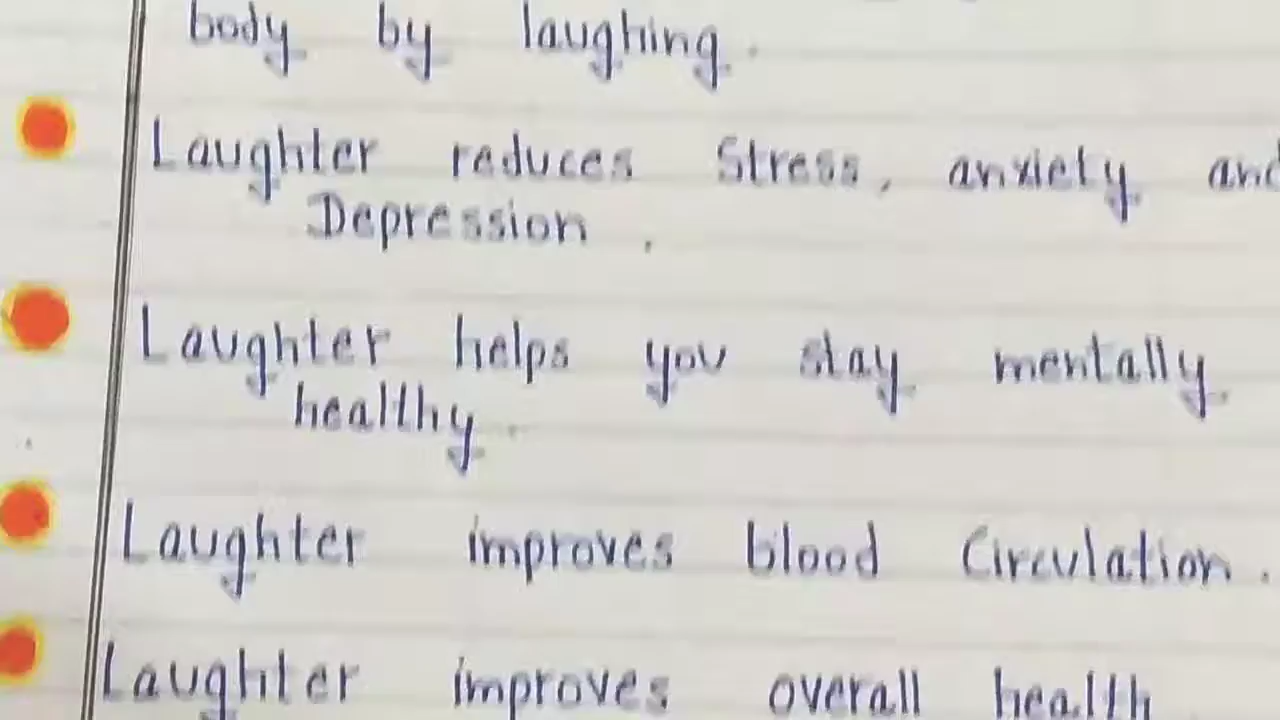 body by laughing.
Laughter reduces Stress, anxiety and
Depression.
Laughter helps you stay mentally
healthy.
Laughter improves blood Circulation.
Laughter improves overall health